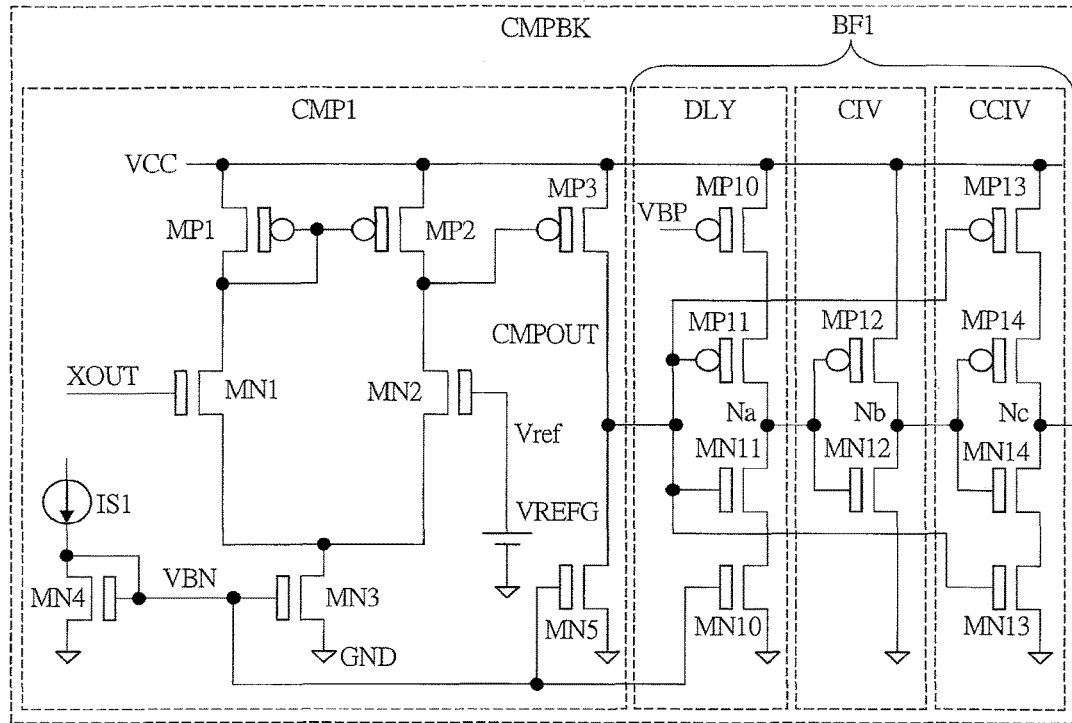 CMPBK
BF1
CMP1
DLY
CIV
CCIV
VCC
MP1
MP2
MP3
VBP
MP10
MP13
CMPOUT
MP11
MP12
MP14
XOUT
MN1
MN2
Vref
Na
Nb
Nc
MN11
MN12
MN14
IS1
VREFG
MN4
VBN
MN3
GND
MN5
MN10
MN13